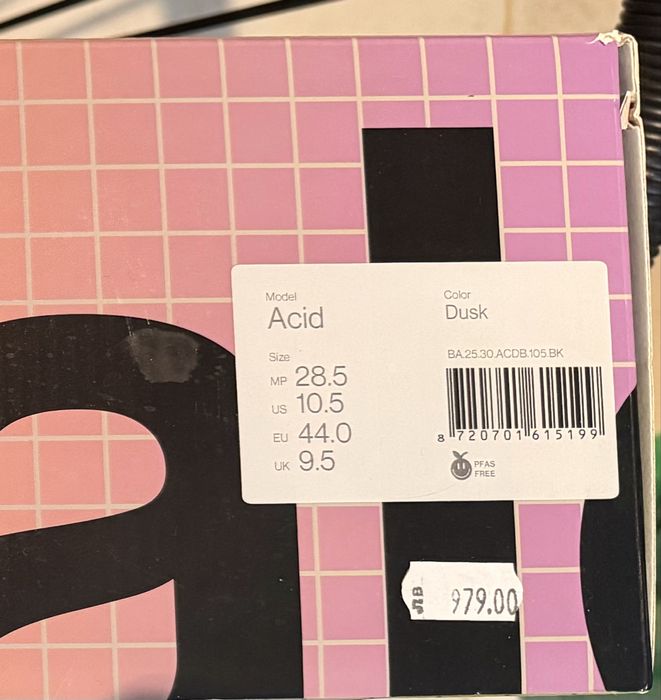 Model
Acid
Color
Dusk
Size
MP 28.5
US 10.5
EU 44.0
UK 9.5
BA.25.30.ACDB.105.BK
8 720701 615199
PFAS
FREE
979.00